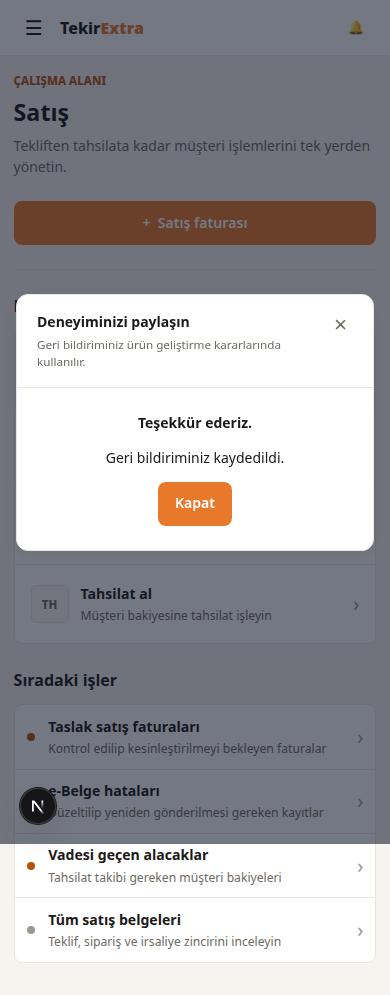 ☰ TekirExtra 🔔
ÇALIŞMA ALANI
Satış
Tekliften tahsilata kadar müşteri işlemlerini tek yerden
yönetin.
+ Satış faturası
Deneyiminizi paylaşın
×
Geri bildiriminiz ürün geliştirme kararlarında
kullanılır.
Teşekkür ederiz.
Geri bildiriminiz kaydedildi.
Kapat
TH
Tahsilat al
Müşteri bakiyesine tahsilat işleyin
Sıradaki işler
Taslak satış faturaları
Kontrol edilip kesinleştirilmeyi bekleyen faturalar
e-Belge hataları
N
düzeltilip yeniden gönderilmesi gereken kayıtlar
Vadesi geçen alacaklar
Tahsilat takibi gereken müşteri bakiyeleri
Tüm satış belgeleri
Teklif, sipariş ve irsaliye zincirini inceleyin